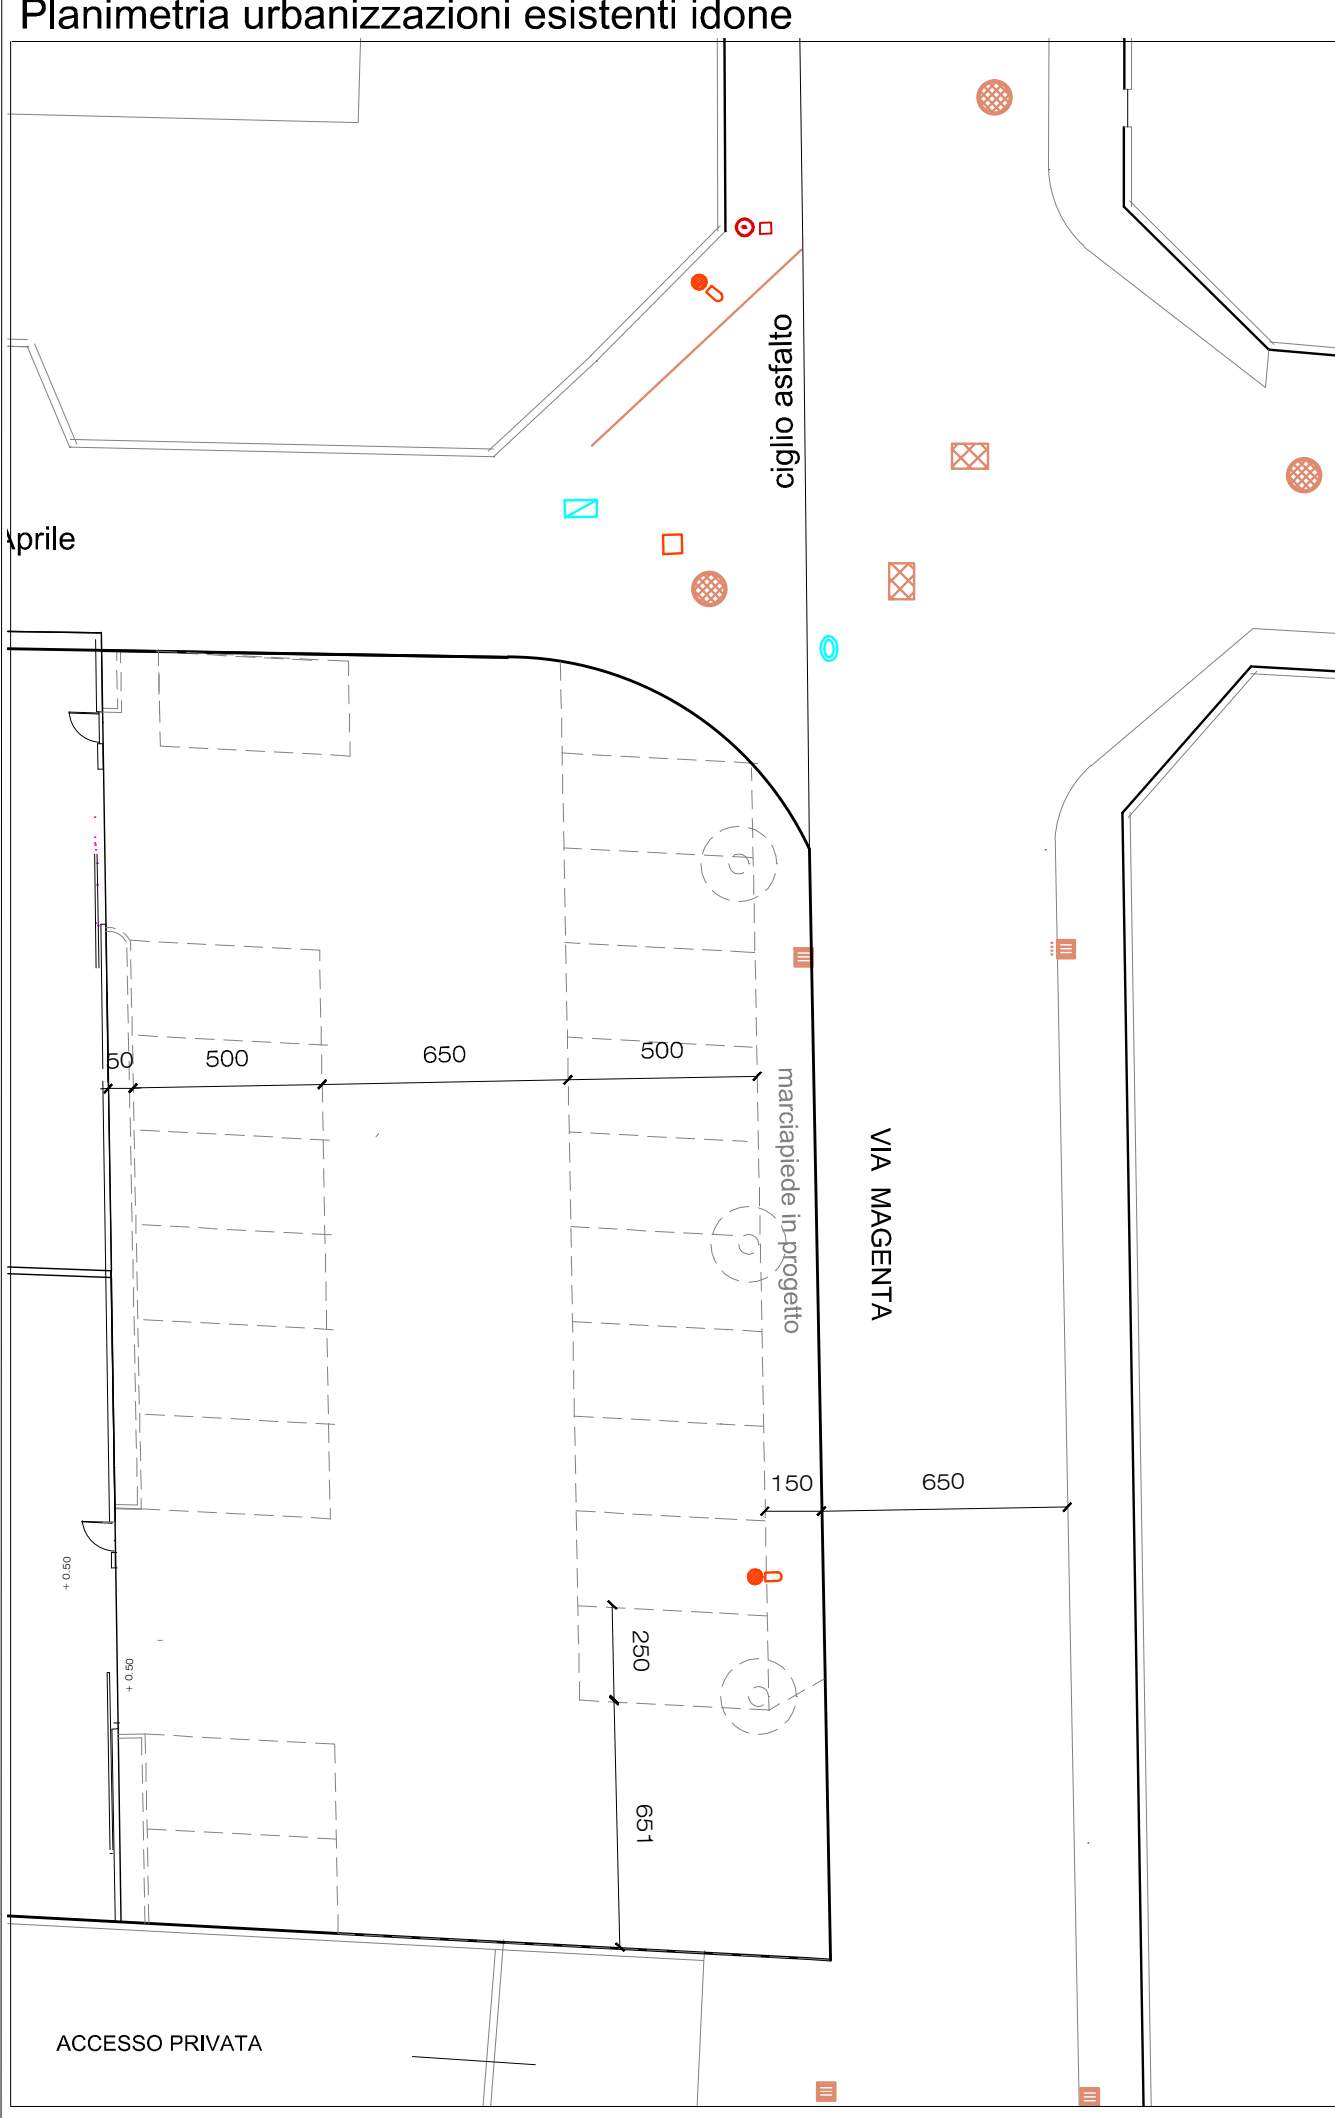 Planimetria urbanizzazioni esistenti idone
ciglio asfalto
Aprile
50
500
650
500
marciapiede in progetto
VIA MAGENTA
150
650
+ 0.50
250
+ 0.50
651
ACCESSO PRIVATA